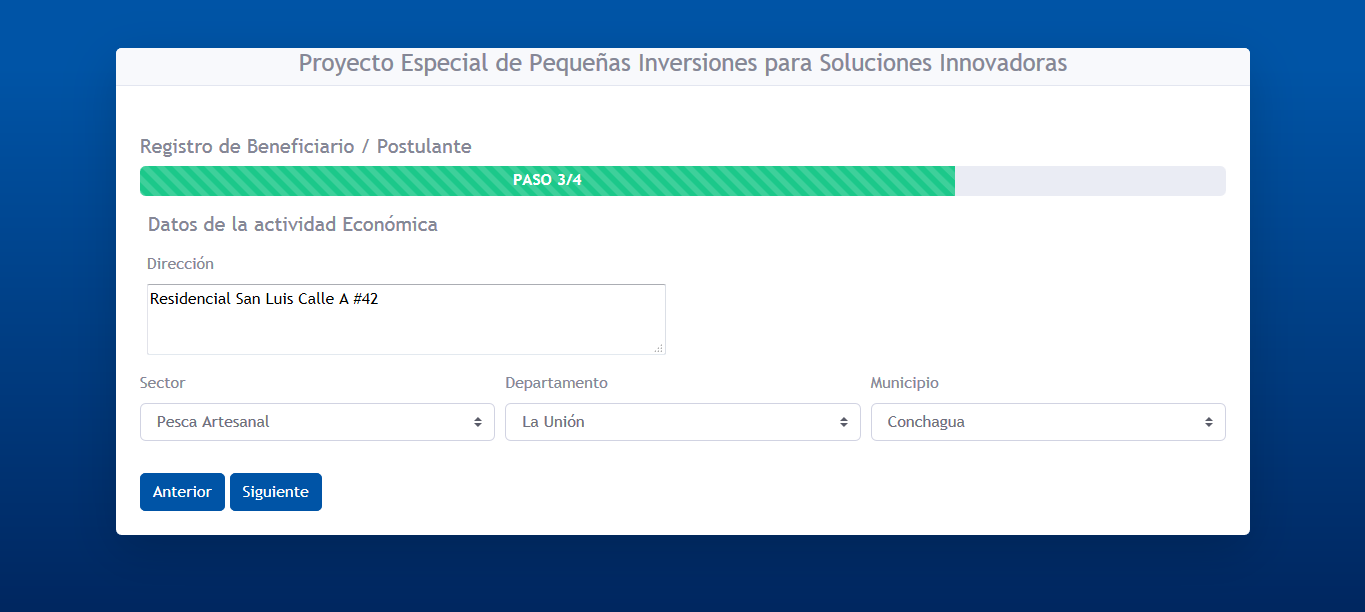 Proyecto Especial de Pequeñas Inversiones para Soluciones Innovadoras
Registro de Beneficiario / Postulante
PASO 3/4
Datos de la actividad Económica
Dirección
Residencial San Luis Calle A #42
Sector Departamento Municipio
Pesca Artesanal La Unión Conchagua
Anterior Siguiente